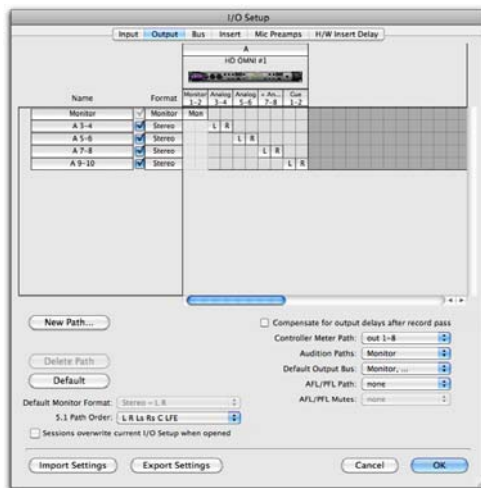 I/O Setup
Input Output Bus Insert Mic Preamps H/W Insert Delay
A
HD OMNI #1
Name Format Monitor 1-2 Analog 3-4 Analog 5-6 + An... 7-8 Cue 1-2
Monitor Monitor Mon
A 3-4 Stereo L R
A 5-6 Stereo L R
A 7-8 Stereo L R
A 9-10 Stereo L R
New Path...
Compensate for output delays after record pass
Controller Meter Path: out 1-8
Delete Path
Audition Paths: Monitor
Default
Default Output Bus: Monitor, ...
AFL/PFL Path: none
Default Monitor Format: Stereo - L R
AFL/PFL Mutes: none
5.1 Path Order: L R Ls Rs C LFE
Sessions overwrite current I/O Setup when opened
Import Settings Export Settings Cancel OK